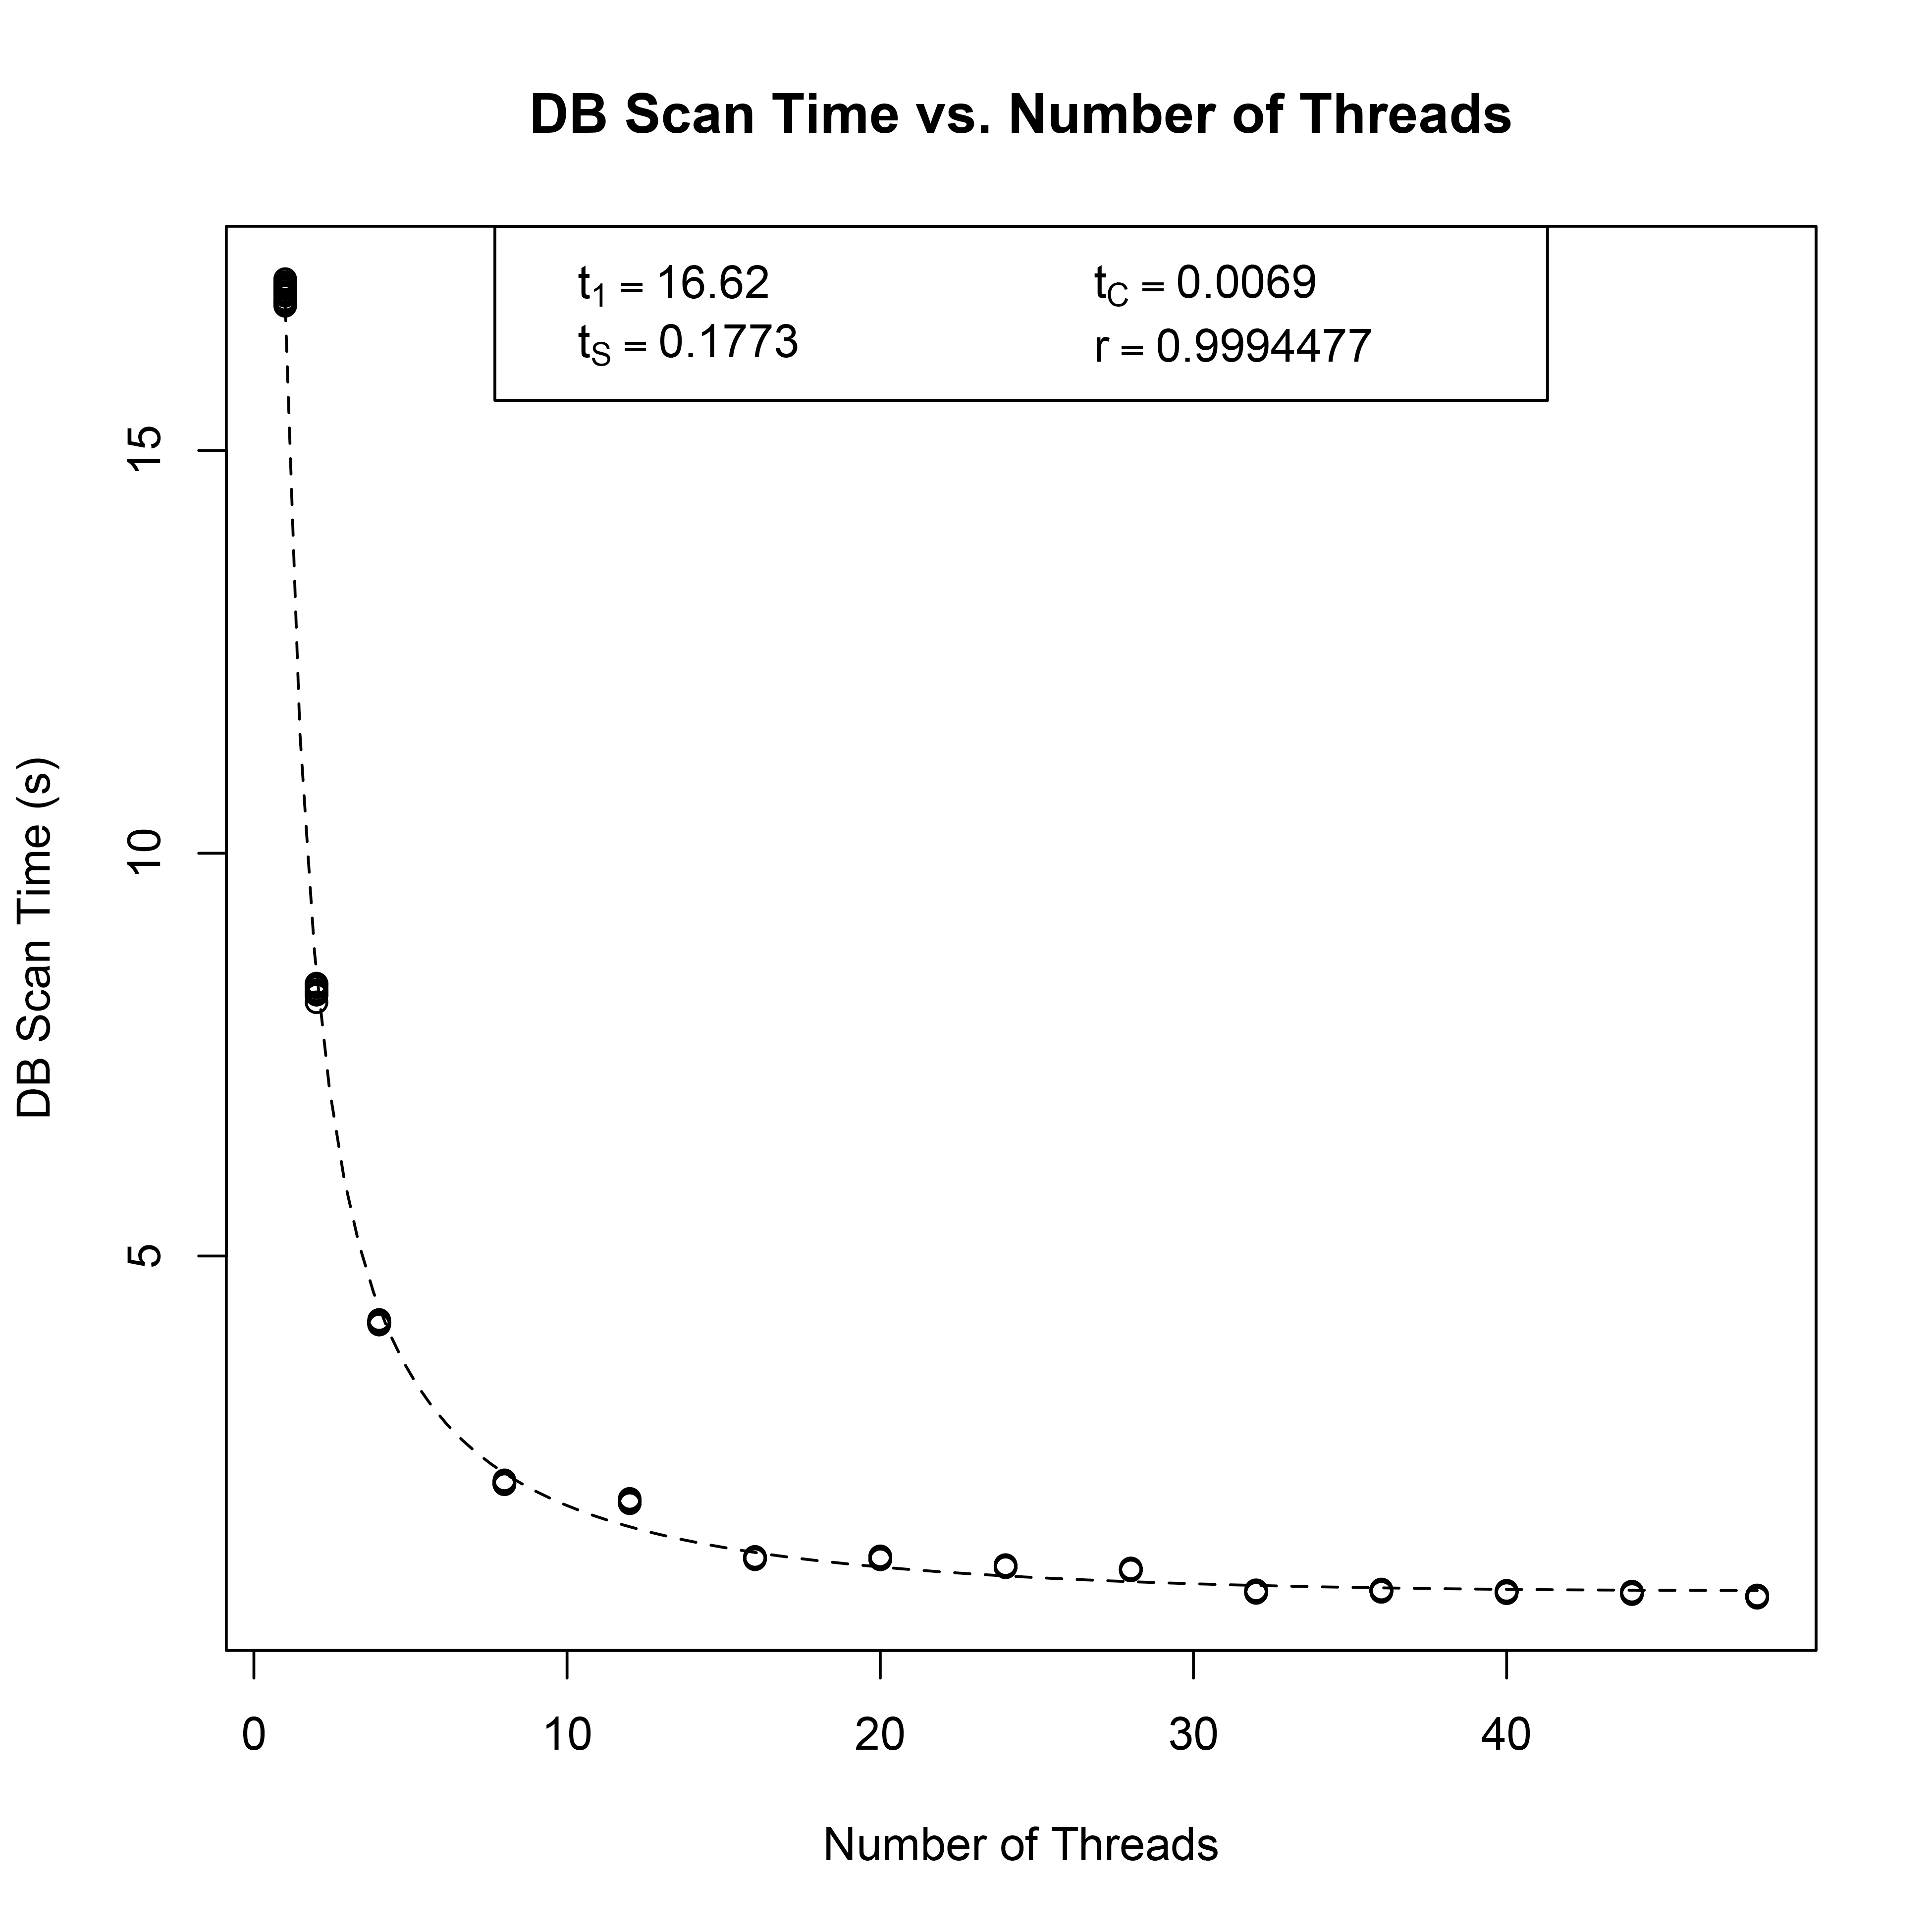 DB Scan Time vs. Number of Threads
t1 = 16.62
tC = 0.0069
tS = 0.1773
r = 0.9994477
15
10
5
DB Scan Time (s)
0 10 20 30 40
Number of Threads